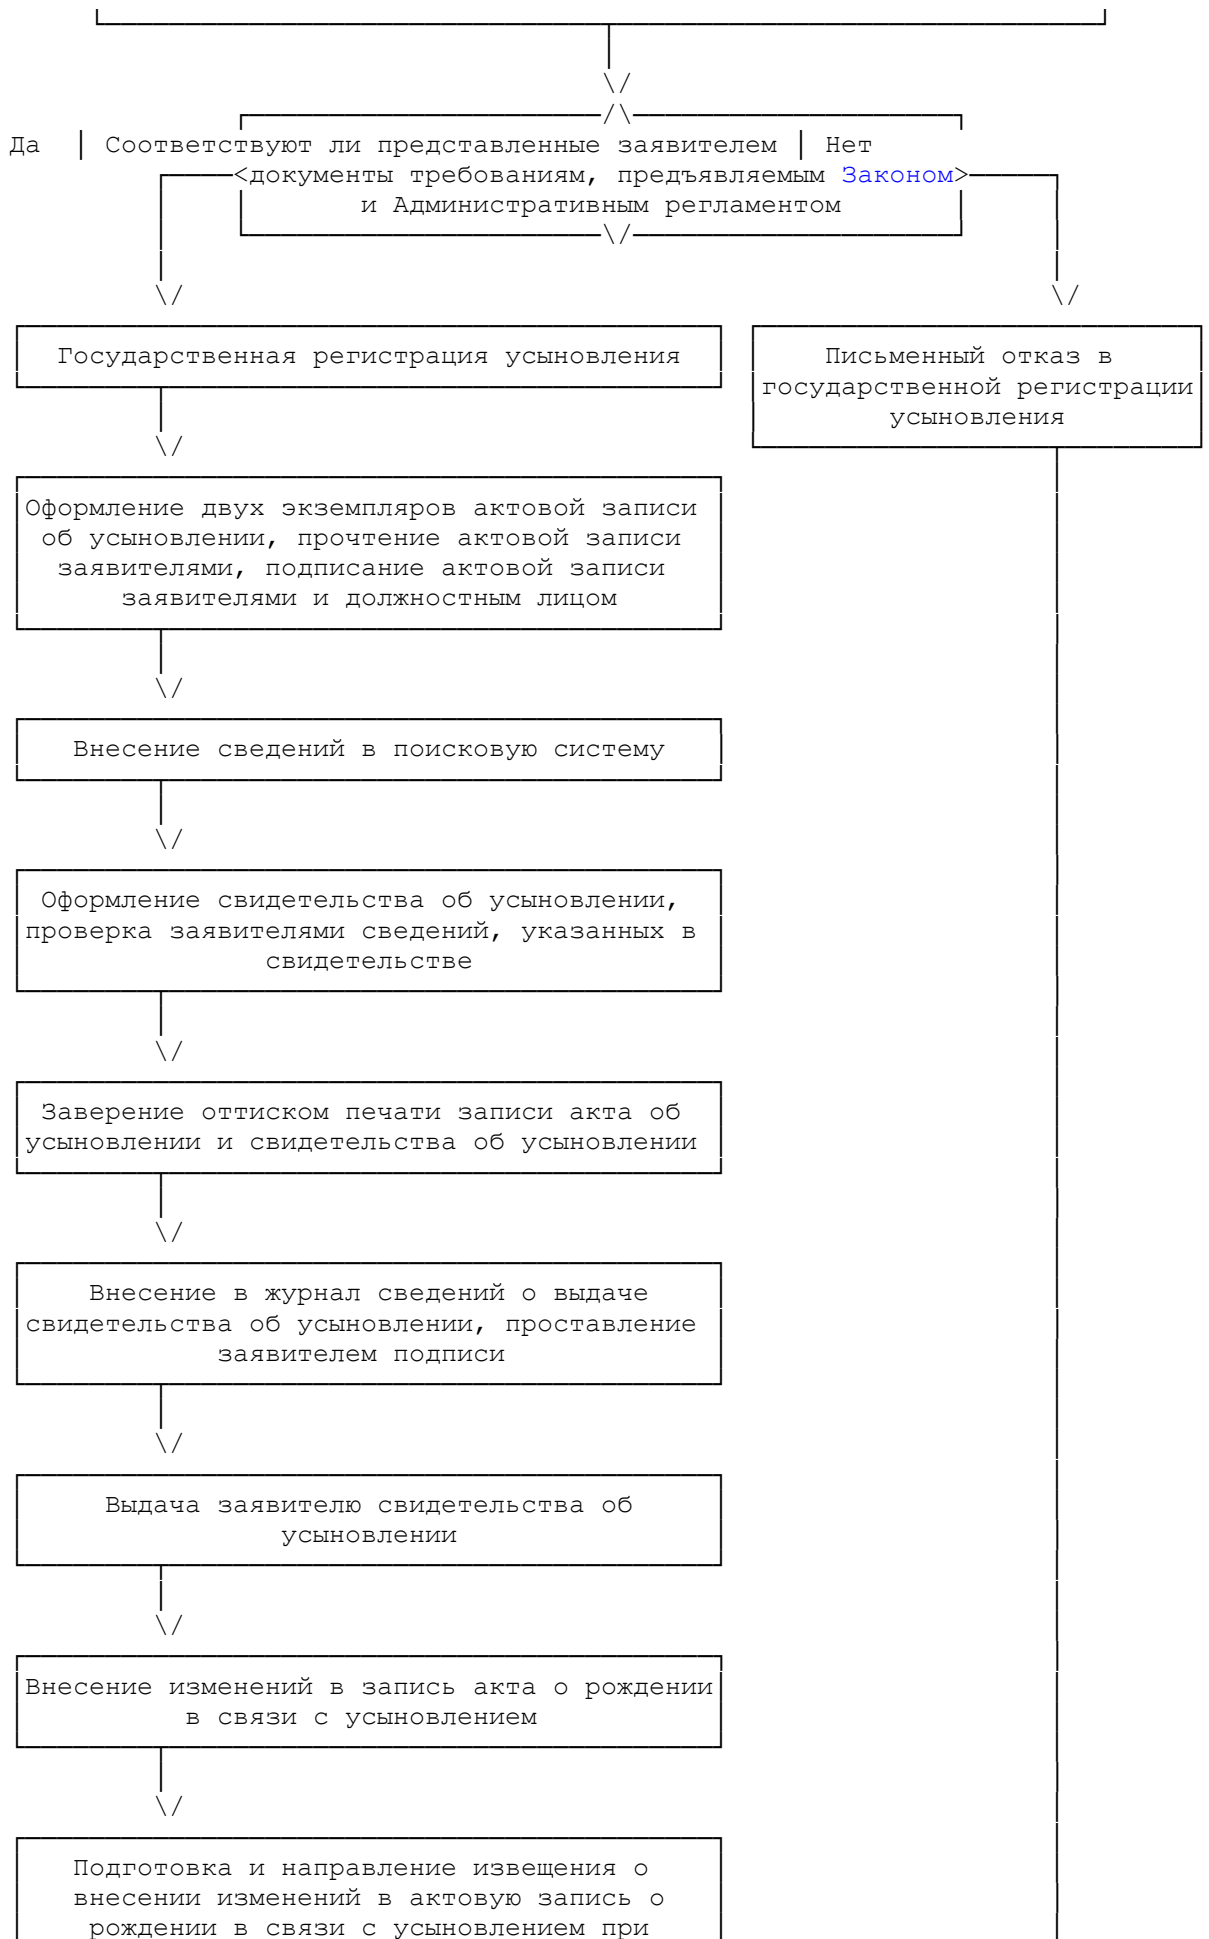 Да Соответствуют ли представленные заявителем Нет
<документы требованиям, предъявляемым Законом>
и Административным регламентом
Государственная регистрация усыновления
Письменный отказ в
государственной регистрации
усыновления
Оформление двух экземпляров актовой записи
об усыновлении, прочтение актовой записи
заявителями, подписание актовой записи
заявителями и должностным лицом
Внесение сведений в поисковую систему
Оформление свидетельства об усыновлении,
проверка заявителями сведений, указанных в
свидетельстве
Заверение оттиском печати записи акта об
усыновлении и свидетельства об усыновлении
Внесение в журнал сведений о выдаче
свидетельства об усыновлении, проставление
заявителем подписи
Выдача заявителю свидетельства об
усыновлении
Внесение изменений в запись акта о рождении
в связи с усыновлением
Подготовка и направление извещения о
внесении изменений в актовую запись о
рождении в связи с усыновлением при